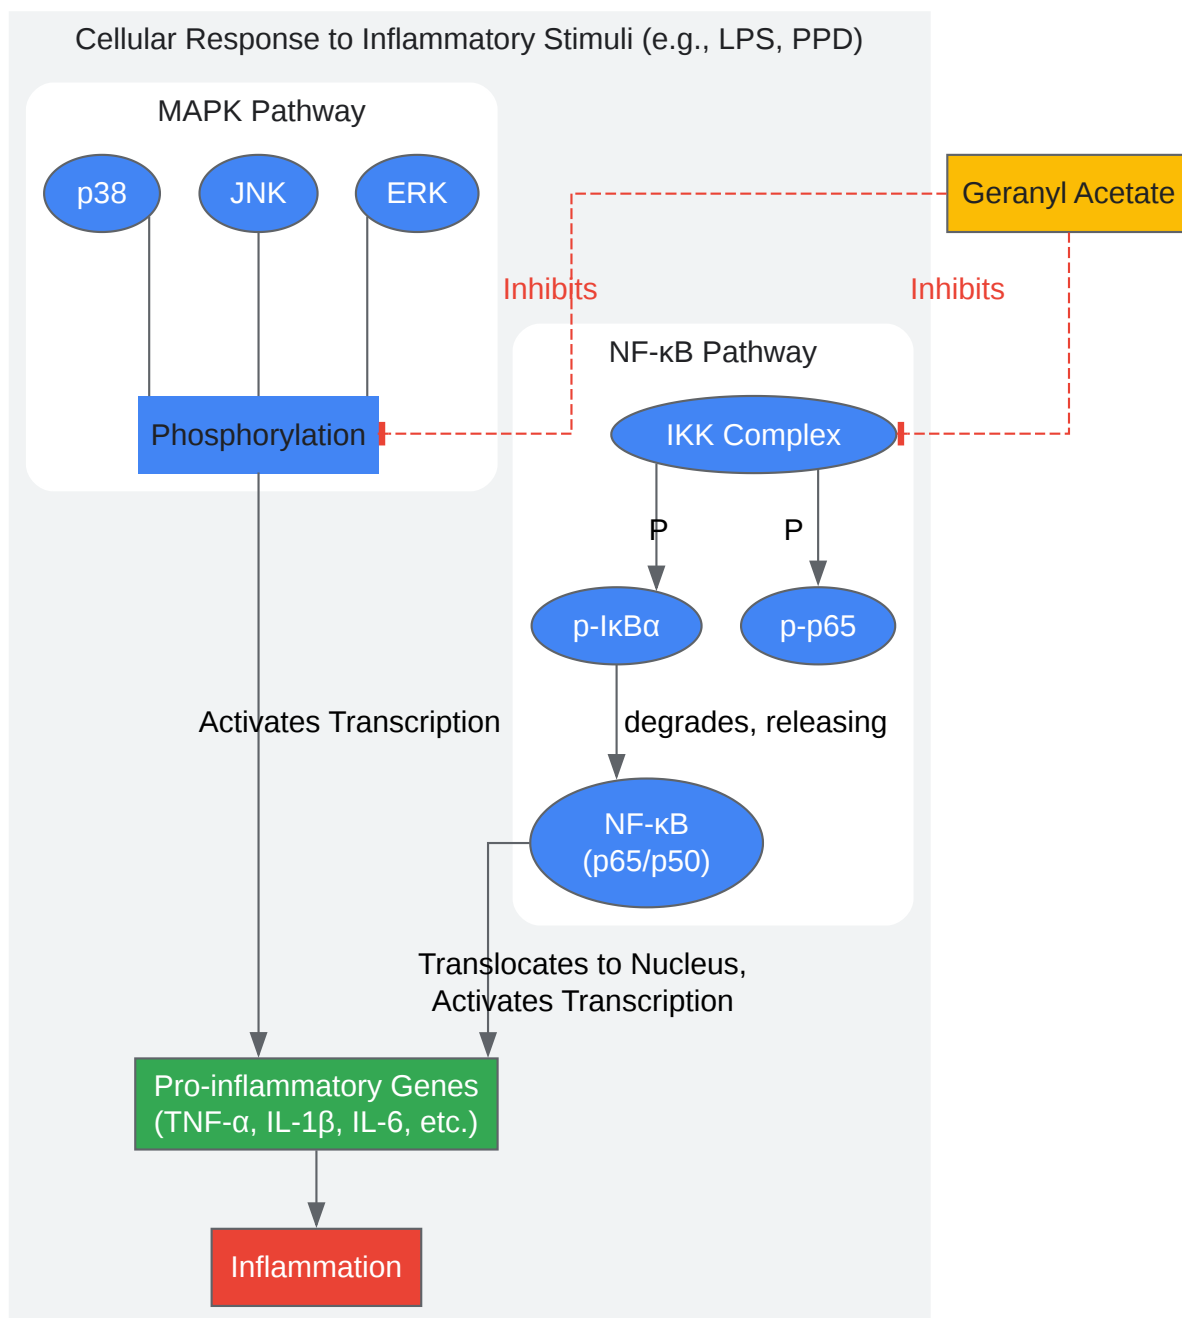 Cellular Response to Inflammatory Stimuli (e.g., LPS, PPD)
MAPK Pathway
p38
JNK
ERK
Geranyl Acetate
Inhibits
Inhibits
NF-κB Pathway
Phosphorylation
IKK Complex
P
P
p-IκBα
p-p65
Activates Transcription
degrades, releasing
NF-κB
(p65/p50)
Translocates to Nucleus,
Activates Transcription
Pro-inflammatory Genes
(TNF-α, IL-1β, IL-6, etc.)
Inflammation